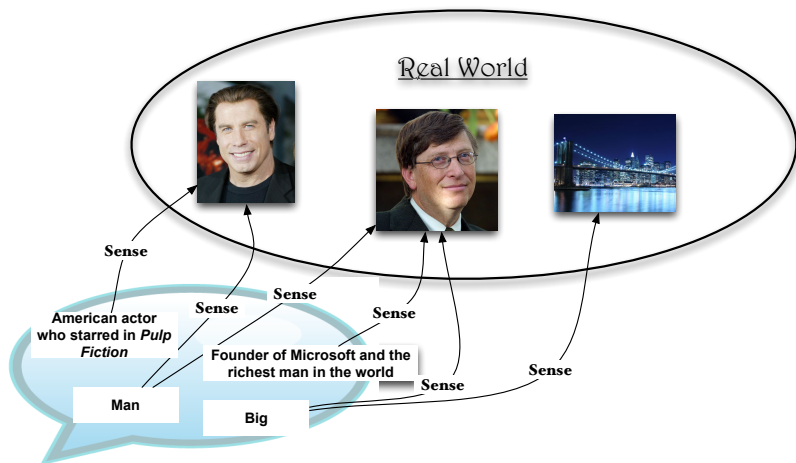 Real World
Sense
Sense
Sense
Sense
American actor
who starred in Pulp
Fiction
Founder of Microsoft and the
richest man in the world
Sense
Sense
Man
Big